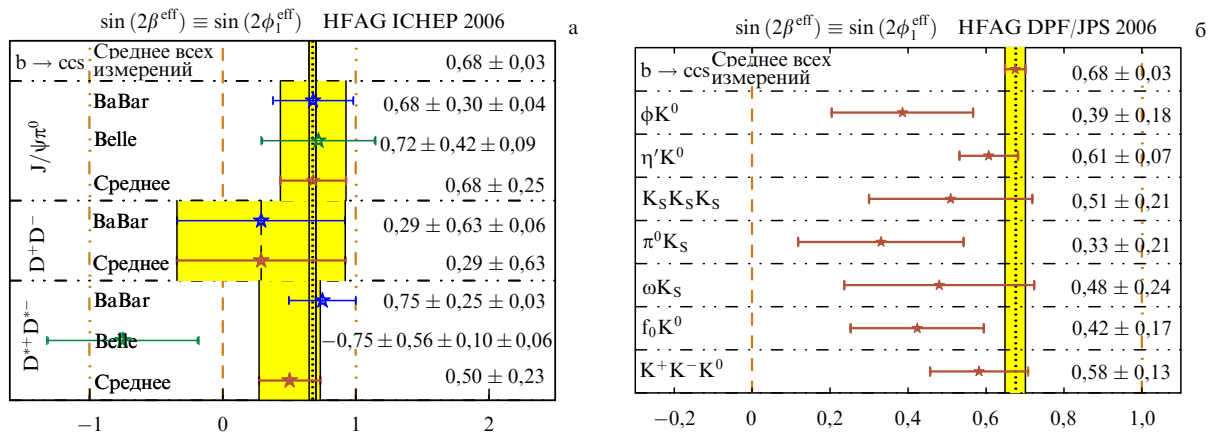 sin (2β^eff) ≡ sin (2ϕ₁^eff) HFAG ICHEP 2006
а
b → ccs Среднее всех измерений 0,68 ± 0,03
J/ψπ⁰
BaBar 0,68 ± 0,30 ± 0,04
Belle 0,72 ± 0,42 ± 0,09
Среднее 0,68 ± 0,25
D⁺D⁻
BaBar 0,29 ± 0,63 ± 0,06
Среднее 0,29 ± 0,63
D*⁺D*⁻
BaBar 0,75 ± 0,25 ± 0,03
Belle −0,75 ± 0,56 ± 0,10 ± 0,06
Среднее 0,50 ± 0,23
−1 0 1 2
sin (2β^eff) ≡ sin (2ϕ₁^eff) HFAG DPF/JPS 2006
б
b → ccs Среднее всех измерений 0,68 ± 0,03
ϕK⁰ 0,39 ± 0,18
η′K⁰ 0,61 ± 0,07
K_S K_S K_S 0,51 ± 0,21
π⁰K_S 0,33 ± 0,21
ωK_S 0,48 ± 0,24
f₀K⁰ 0,42 ± 0,17
K⁺K⁻K⁰ 0,58 ± 0,13
−0,2 0 0,2 0,4 0,6 0,8 1,0